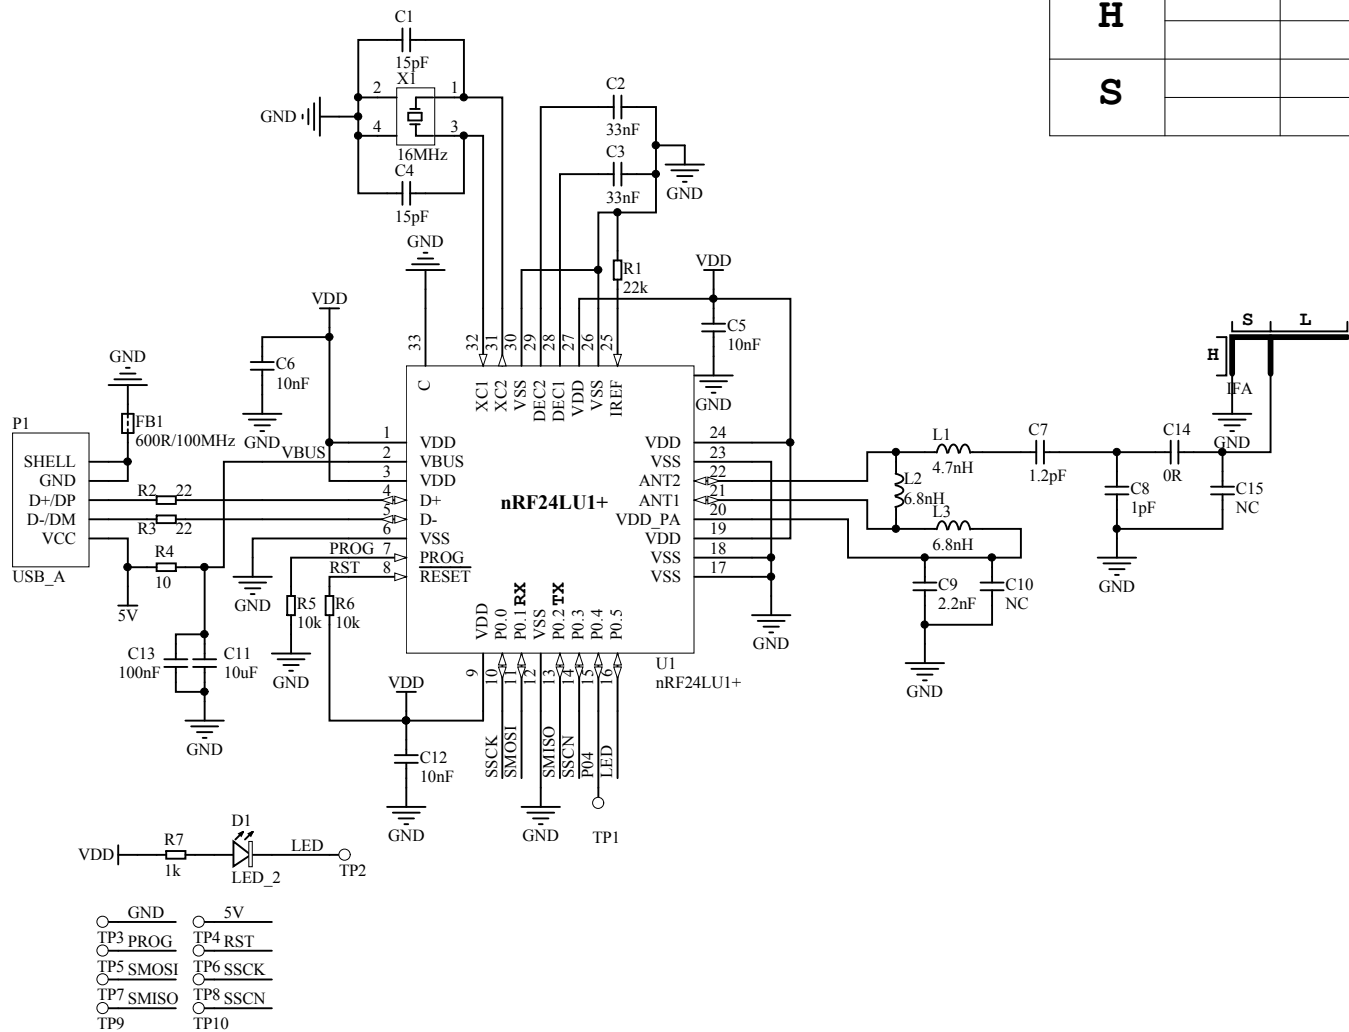 H
S
C1
15pF
X1
2
1
GND
4
3
16MHz
C4
15pF
C2
33nF
C3
33nF
GND
GND
R1
22k
VDD
C5
10nF
GND
VDD
C6
10nF
GND
33
32
31
30
29
28
27
26
25
C
XC1
XC2
VSS
DEC2
DEC1
VDD
VSS
IREF
S
L
H
IFA
GND
GND
FB1
600R/100MHz
P1
SHELL
GND
D+/DP
D-/DM
VCC
USB_A
VBUS
R2
22
R3
22
R4
10
5V
C13
100nF
C11
10uF
GND
1
VDD
2
VBUS
3
VDD
4
D+
5
D-
6
VSS
PROG
7
PROG
RST
8
RESET
GND
R5
10k
R6
10k
GND
nRF24LU1+
VDD
24
VSS
23
ANT2
22
ANT1
21
VDD_PA
20
VDD
19
VSS
18
VSS
17
GND
L1
4.7nH
L2
6.8nH
L3
6.8nH
C7
1.2pF
C14
0R
C8
1pF
C15
NC
GND
C9
2.2nF
C10
NC
GND
VDD
P0.0
P0.1 RX
VSS
P0.2 TX
P0.3
P0.4
P0.5
U1
nRF24LU1+
9
10
11
12
13
14
15
16
VDD
C12
10nF
GND
SSCK
SMOSI
SMISO
SSCN
P04
LED
GND
TP1
VDD
R7
1k
D1
LED_2
LED
TP2
GND
5V
TP3 PROG
TP4 RST
TP5 SMOSI
TP6 SSCK
TP7 SMISO
TP8 SSCN
TP9
TP10